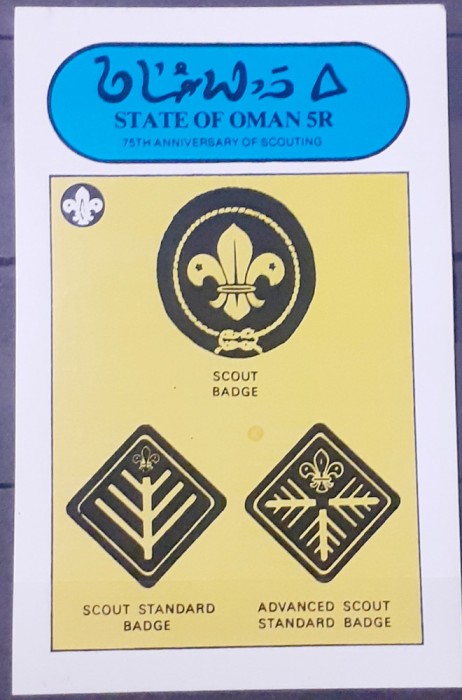 STATE OF OMAN 5R
75TH ANNIVERSARY OF SCOUTING
SCOUT
BADGE
SCOUT STANDARD
BADGE
ADVANCED SCOUT
STANDARD BADGE